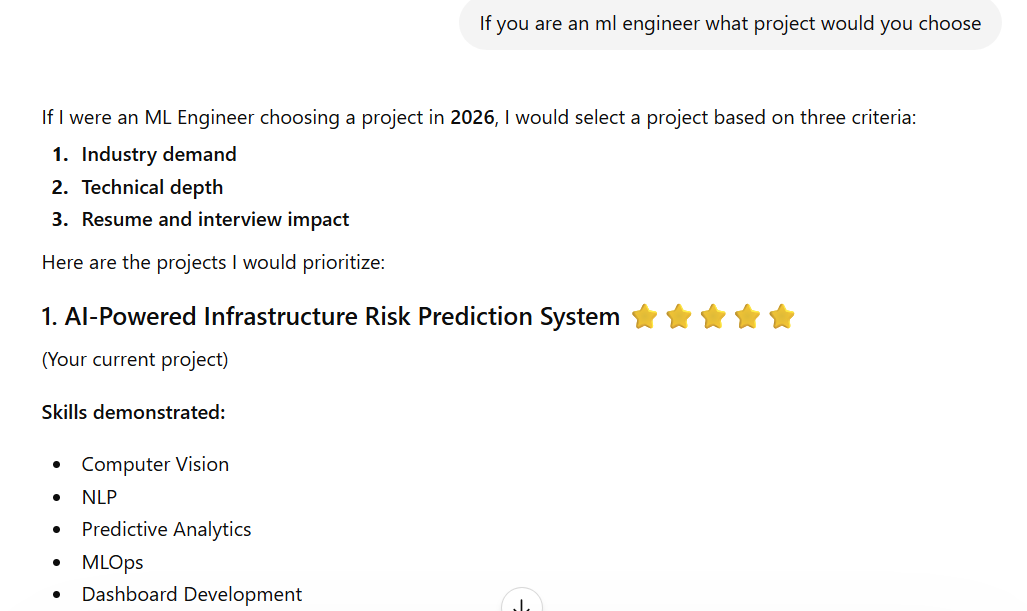 If you are an ml engineer what project would you choose
If I were an ML Engineer choosing a project in 2026, I would select a project based on three criteria:
1. Industry demand
2. Technical depth
3. Resume and interview impact
Here are the projects I would prioritize:
1. AI-Powered Infrastructure Risk Prediction System ⭐⭐⭐⭐⭐
(Your current project)
Skills demonstrated:
• Computer Vision
• NLP
• Predictive Analytics
• MLOps
• Dashboard Development